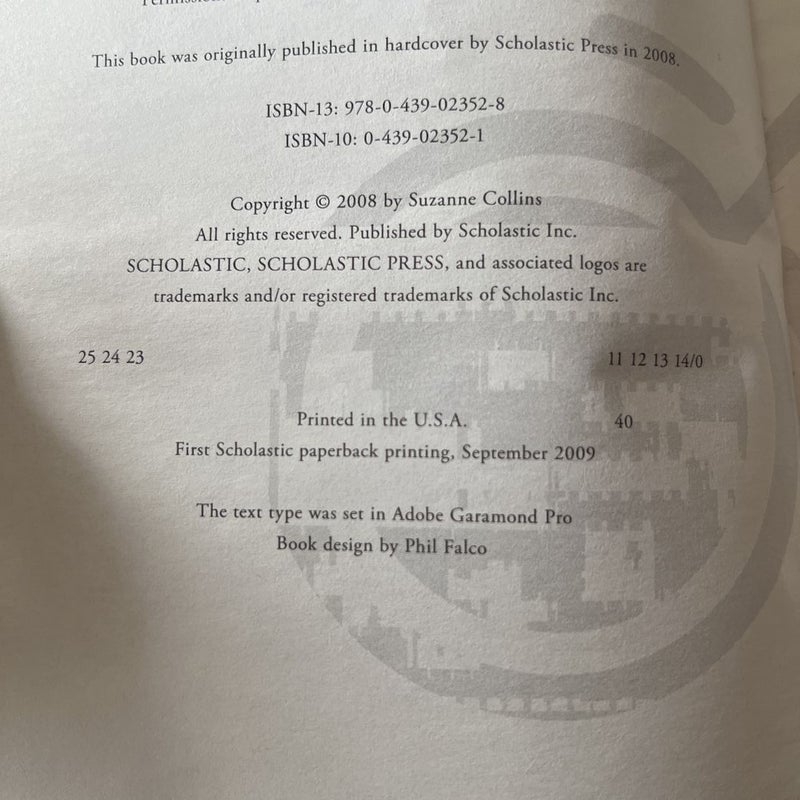 This book was originally published in hardcover by Scholastic Press in 2008.
ISBN-13: 978-0-439-02352-8
ISBN-10: 0-439-02352-1
Copyright © 2008 by Suzanne Collins
All rights reserved. Published by Scholastic Inc.
SCHOLASTIC, SCHOLASTIC PRESS, and associated logos are
trademarks and/or registered trademarks of Scholastic Inc.
25 24 23 11 12 13 14/0
Printed in the U.S.A. 40
First Scholastic paperback printing, September 2009
The text type was set in Adobe Garamond Pro
Book design by Phil Falco